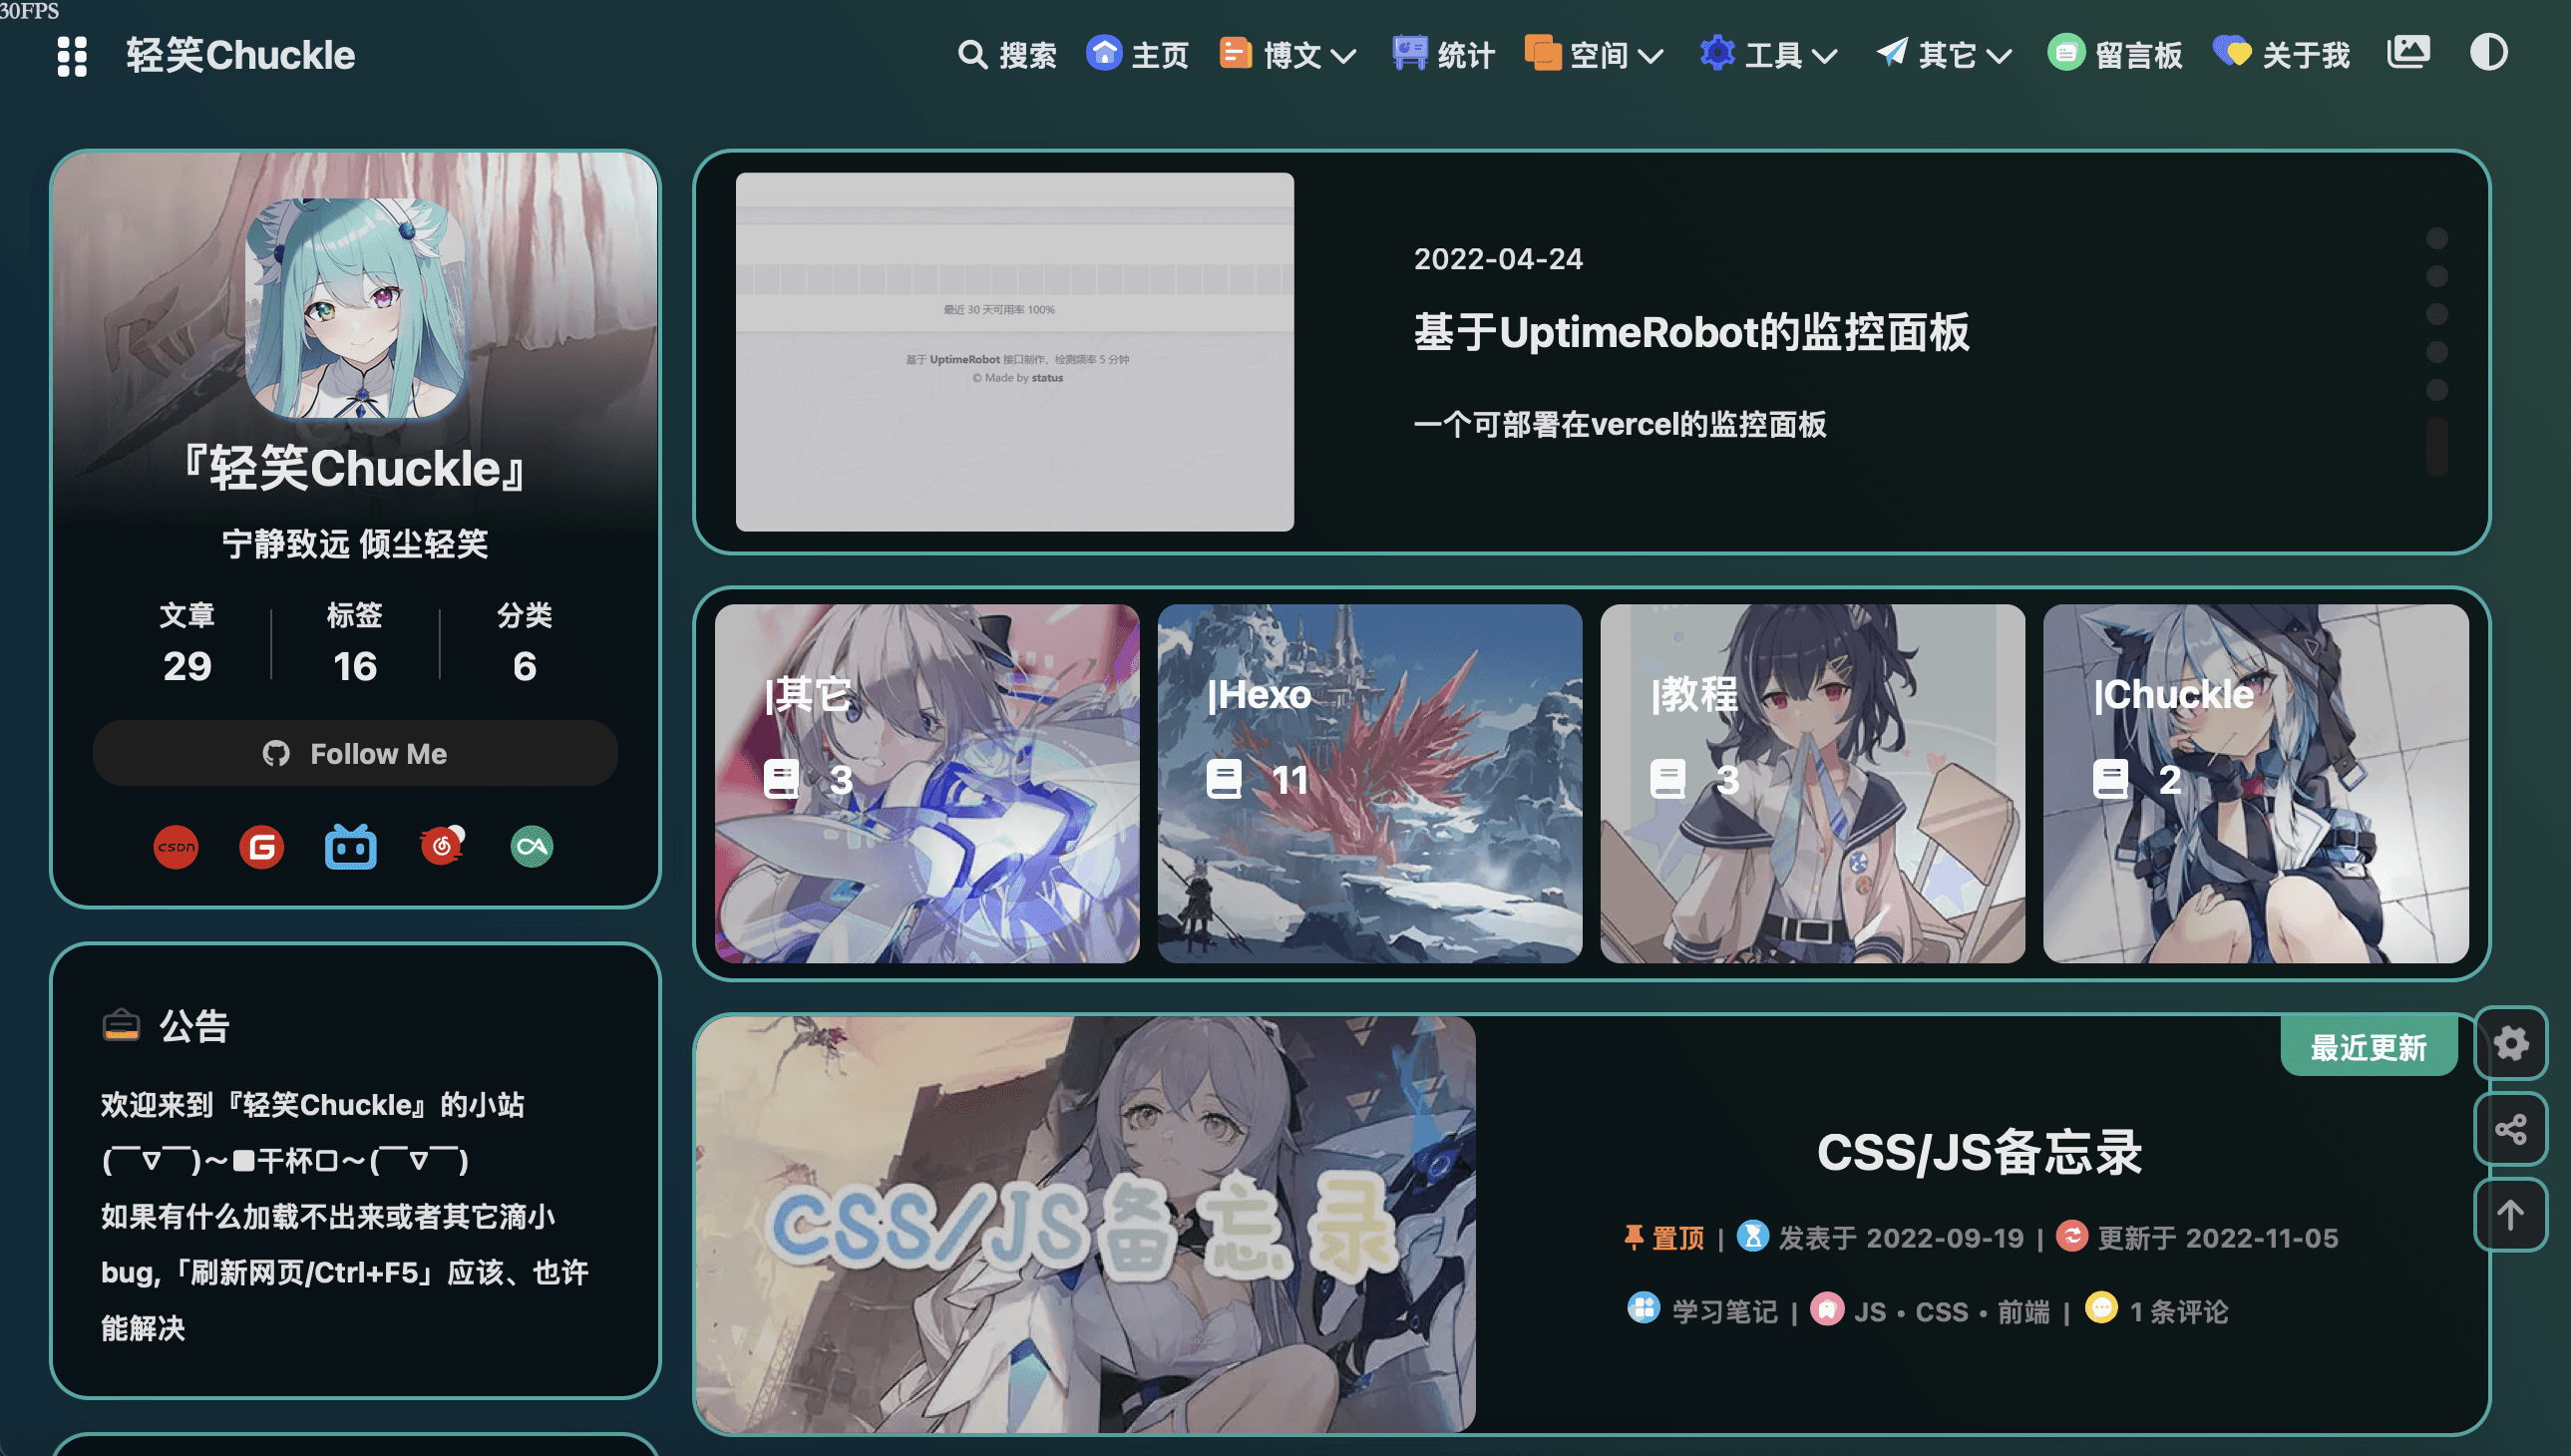 30FPS
轻笑Chuckle
搜索 主页 博文 统计 空间 工具 其它 留言板 关于我
『轻笑Chuckle』
宁静致远 倾尘轻笑
文章 标签 分类
29 16 6
Follow Me
CSDN
公告
欢迎来到『轻笑Chuckle』的小站
(￣▽￣)～■干杯□～(￣▽￣)
如果有什么加载不出来或者其它滴小
bug,「刷新网页/Ctrl+F5」应该、也许
能解决
最近 30 天可用率 100%
基于 UptimeRobot 接口制作，检测频率 5 分钟
© Made by status
2022-04-24
基于UptimeRobot的监控面板
一个可部署在vercel的监控面板
|其它
3
|Hexo
11
|教程
3
|Chuckle
2
CSS/JS备忘录
最近更新
CSS/JS备忘录
置顶 | 发表于 2022-09-19 | 更新于 2022-11-05
学习笔记 | JS • CSS • 前端 | 1 条评论